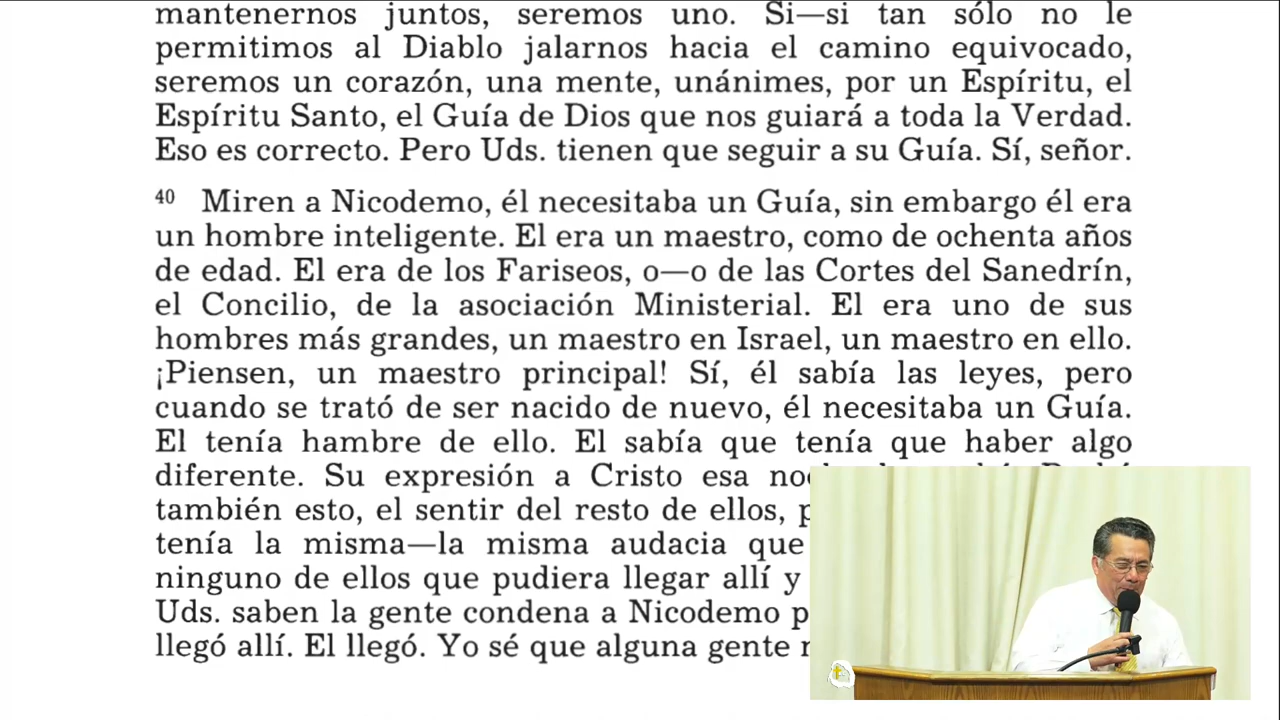 mantenernos juntos, seremos uno. Si—si tan sólo no le
permitimos al Diablo jalarnos hacia el camino equivocado,
seremos un corazón, una mente, unánimes, por un Espíritu, el
Espíritu Santo, el Guía de Dios que nos guiará a toda la Verdad.
Eso es correcto. Pero Uds. tienen que seguir a su Guía. Sí, señor.
40 Miren a Nicodemo, él necesitaba un Guía, sin embargo él era
un hombre inteligente. El era un maestro, como de ochenta años
de edad. El era de los Fariseos, o—o de las Cortes del Sanedrín,
el Concilio, de la asociación Ministerial. El era uno de sus
hombres más grandes, un maestro en Israel, un maestro en ello.
¡Piensen, un maestro principal! Sí, él sabía las leyes, pero
cuando se trató de ser nacido de nuevo, él necesitaba un Guía.
El tenía hambre de ello. El sabía que tenía que haber algo
diferente. Su expresión a Cristo esa
también esto, el sentir del resto de ellos,
tenía la misma—la misma audacia que
ninguno de ellos que pudiera llegar allí y
Uds. saben la gente condena a Nicodemo
llegó allí. El llegó. Yo sé que alguna gente